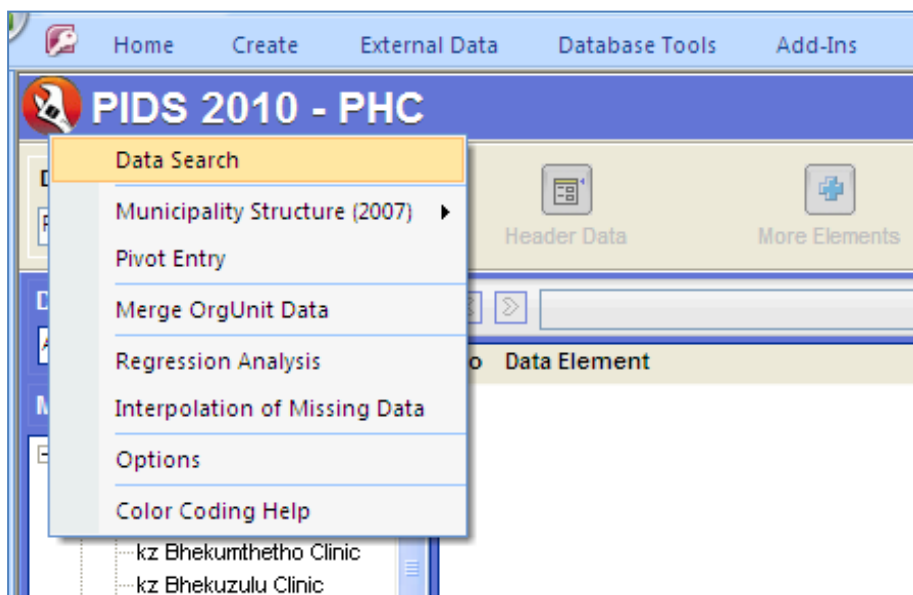 Home Create External Data Database Tools Add-Ins
PIDS 2010 - PHC
Data Search
Municipality Structure (2007)
Pivot Entry
Merge OrgUnit Data
Regression Analysis
Interpolation of Missing Data
Options
Color Coding Help
Header Data More Elements
Data Element
kz Bhekumthetho Clinic
kz Bhekuzulu Clinic